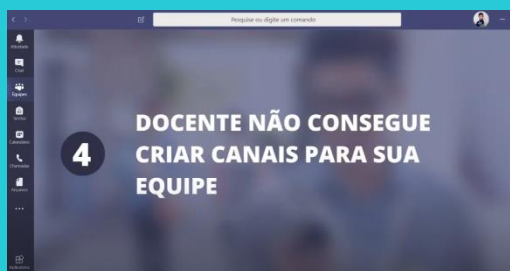 Pesquise ou digite um comando
Atividade
Chat
Equipes
Tarefas
Calendário
Chamadas
Arquivos
...
Aplicativos
4
DOCENTE NÃO CONSEGUE
CRIAR CANAIS PARA SUA
EQUIPE